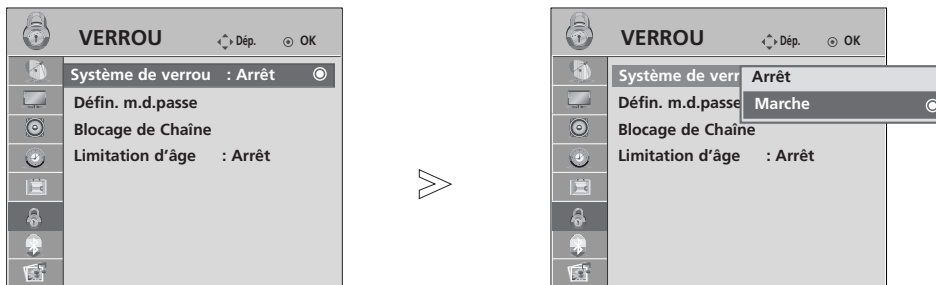 VERROU Dép. OK
Système de verrou : Arrêt
Défin. m.d.passe
Blocage de Chaîne
Limitation d’âge : Arrêt
VERROU Dép. OK
Système de verr
Arrêt
Défin. m.d.passe
Marche
Blocage de Chaîne
Limitation d’âge : Arrêt